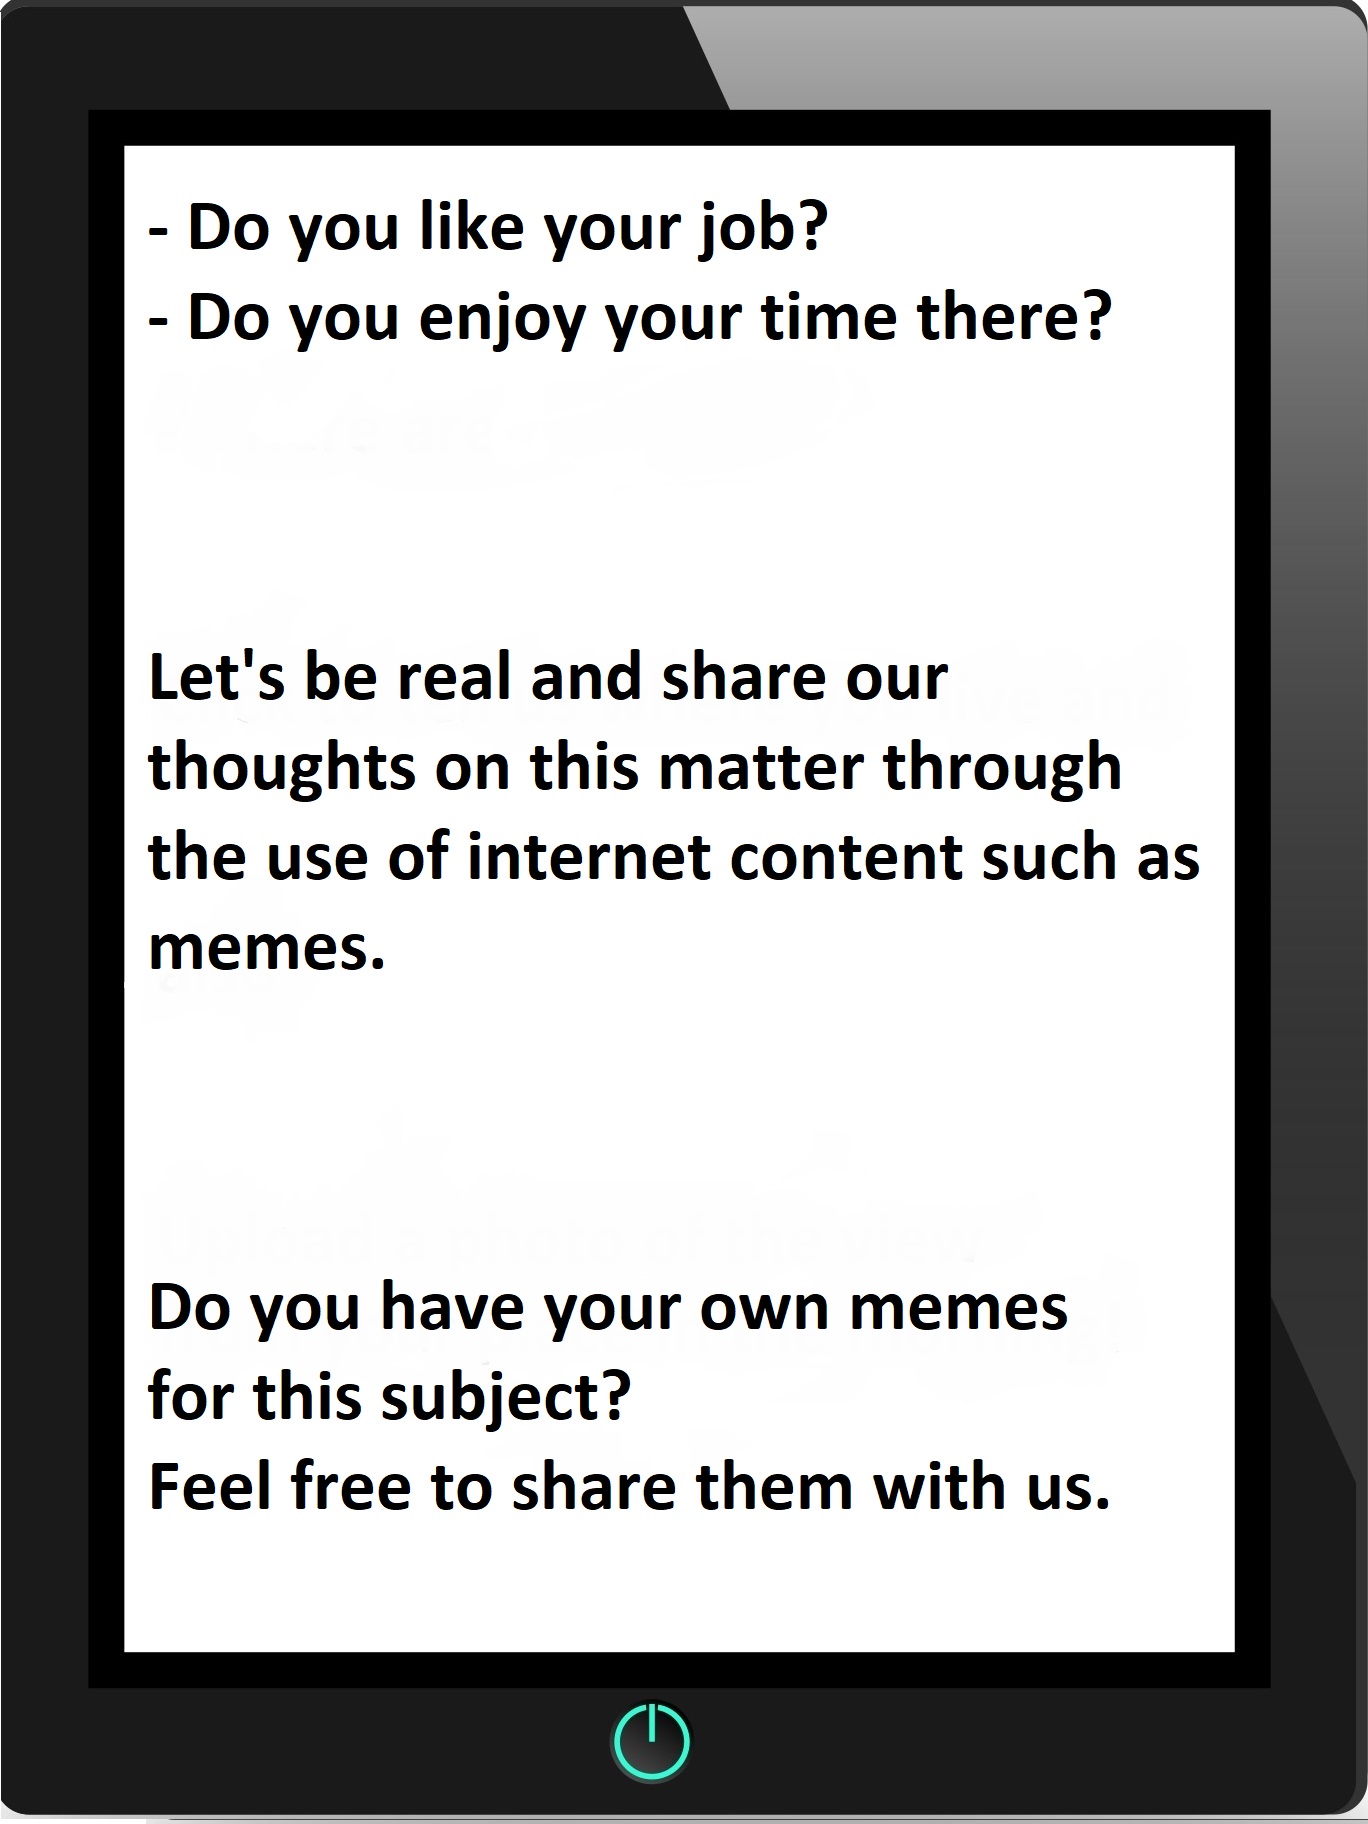 - Do you like your job?
- Do you enjoy your time there?
Let's be real and share our
thoughts on this matter through
the use of internet content such as
memes.
Do you have your own memes
for this subject?
Feel free to share them with us.